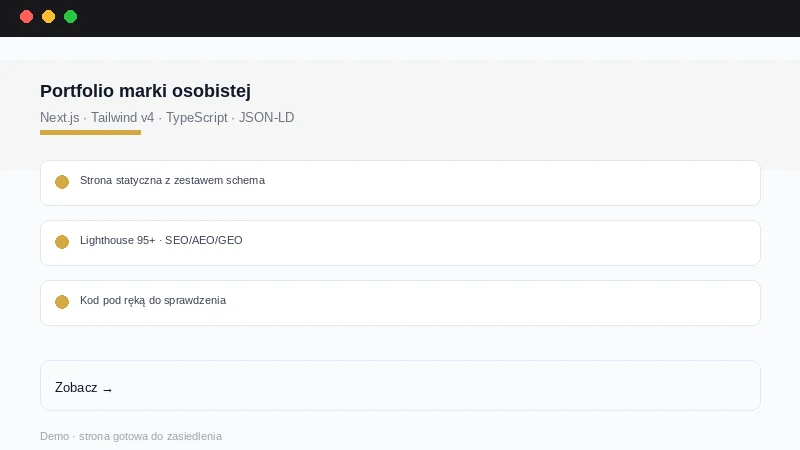 Portfolio marki osobistej
Next.js · Tailwind v4 · TypeScript · JSON-LD
Strona statyczna z zestawem schema
Lighthouse 95+ · SEO/AEO/GEO
Kod pod ręką do sprawdzenia
Zobacz →
Demo · strona gotowa do zasiedlenia